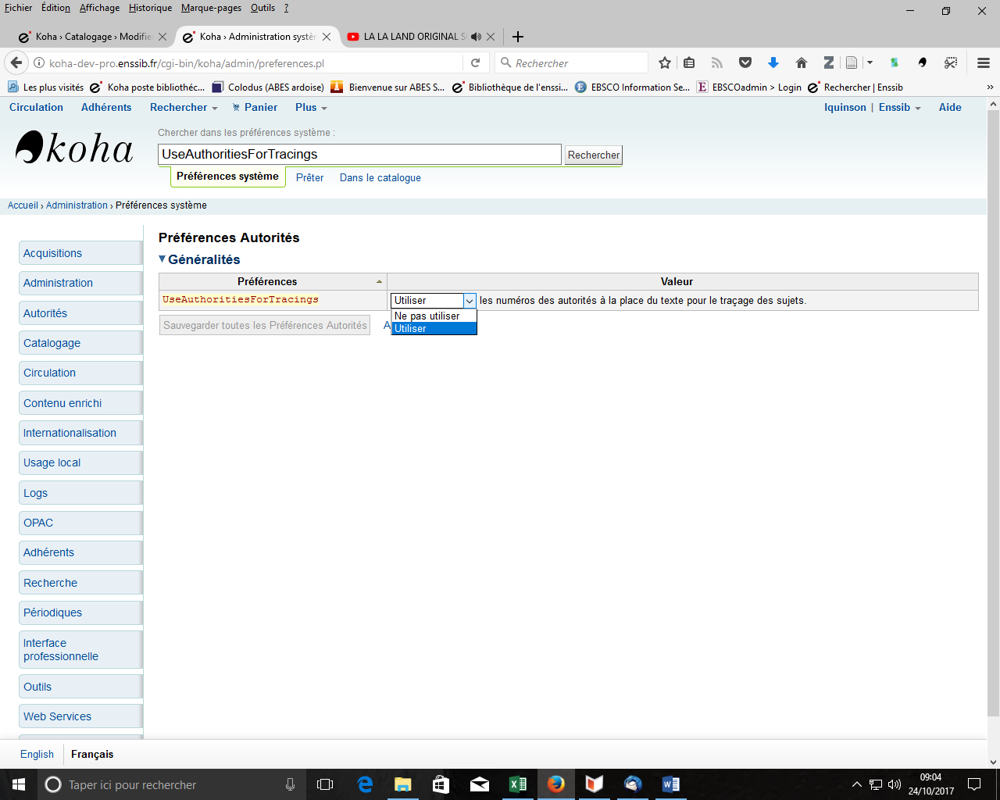 Fichier Édition Affichage Historique Marque-pages Outils ?
Koha › Catalogage › Modifie
Koha › Administration systèm
LA LA LAND ORIGINAL S
koha-dev-pro.enssib.fr/cgi-bin/koha/admin/preferences.pl
Rechercher
Les plus visités Koha poste bibliothéc... Colodus (ABES ardoise) Bienvenue sur ABES S... Bibliothèque de l'enssi... EBSCO Information Se... EBSCOadmin > Login Rechercher | Enssib »
Circulation Adhérents Rechercher Panier Plus lquinson | Enssib Aide
koha
Chercher dans les préférences système :
UseAuthoritiesForTracings Rechercher
Préférences système Prêter Dans le catalogue
Accueil › Administration › Préférences système
Acquisitions
Administration
Autorités
Catalogage
Circulation
Contenu enrichi
Internationalisation
Usage local
Logs
OPAC
Adhérents
Recherche
Périodiques
Interface
professionnelle
Outils
Web Services
Préférences Autorités
Généralités
Préférences Valeur
UseAuthoritiesForTracings Utiliser les numéros des autorités à la place du texte pour le traçage des sujets.
Ne pas utiliser
Utiliser
Sauvegarder toutes les Préférences Autorités A
English Français
Taper ici pour rechercher
09:04
24/10/2017